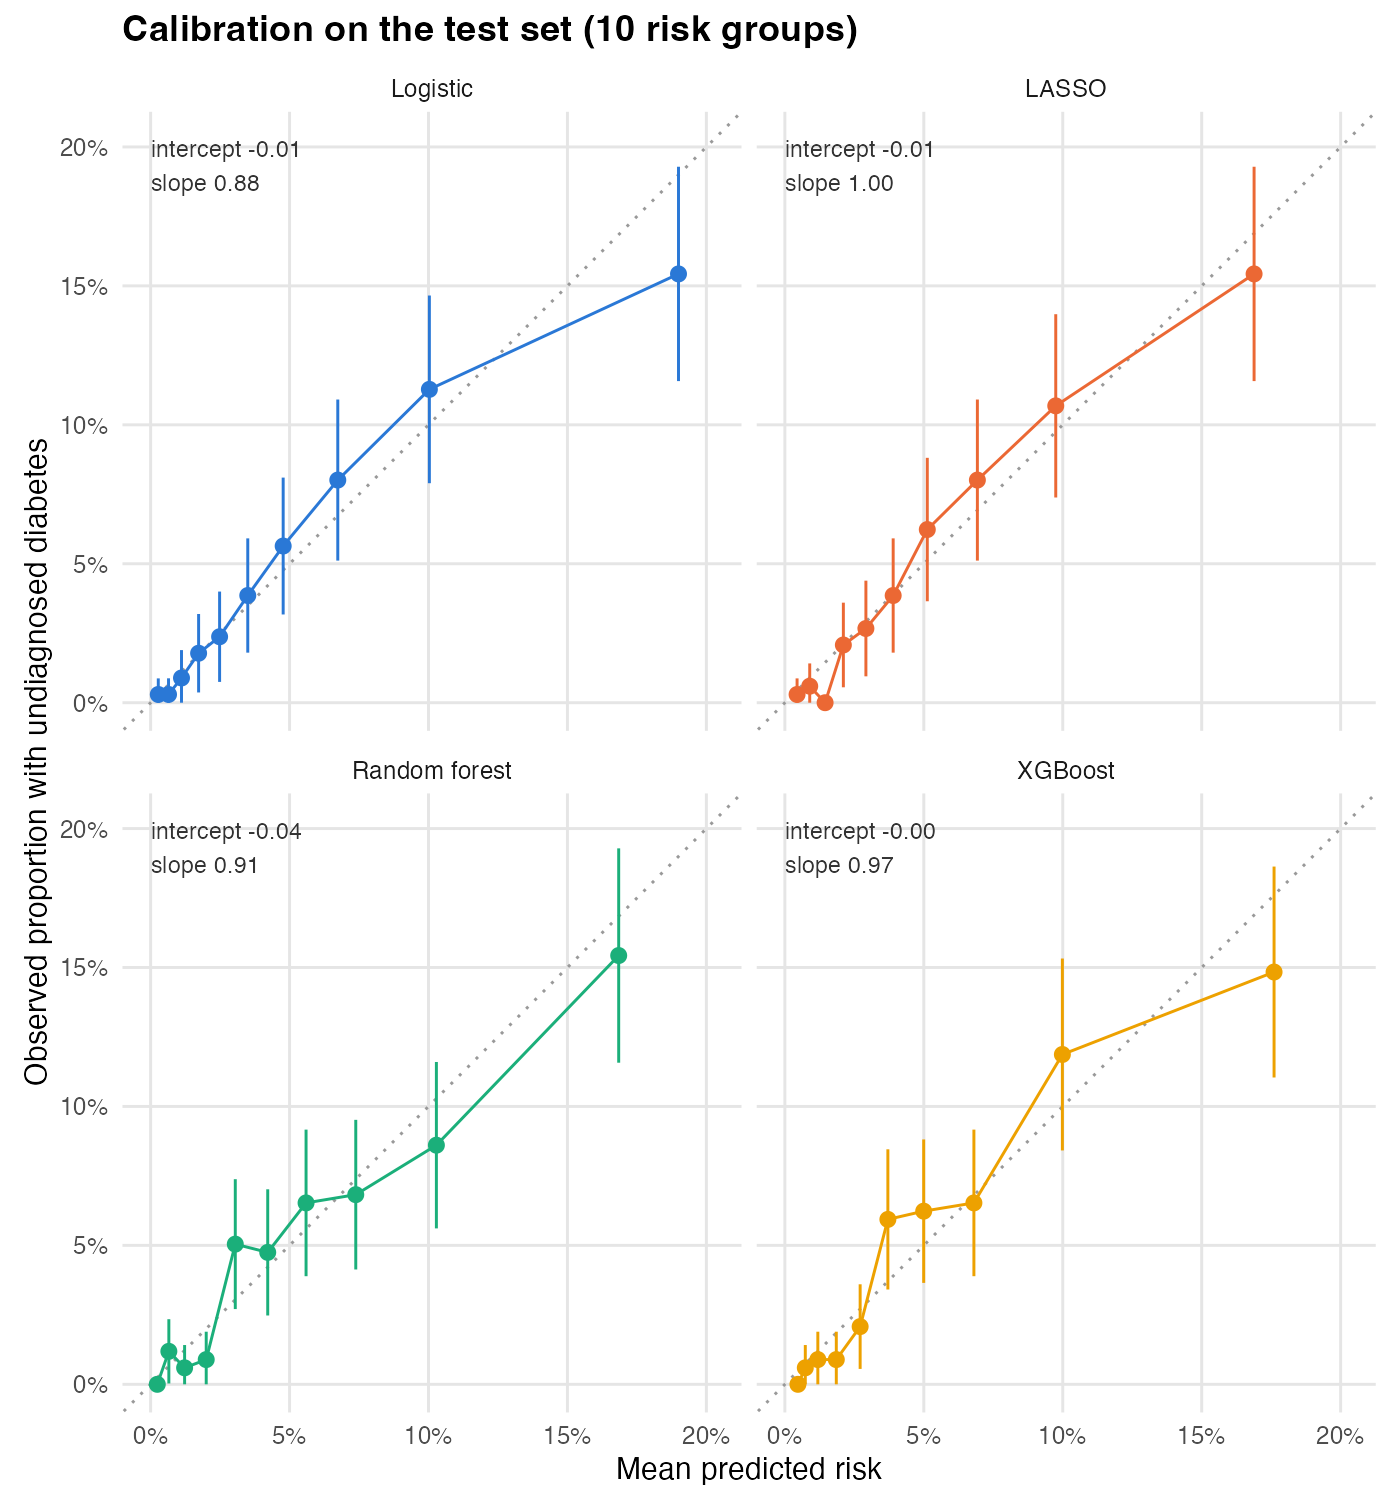 Calibration on the test set (10 risk groups)
Logistic
LASSO
20%
15%
10%
5%
0%
intercept -0.01
slope 0.88
intercept -0.01
slope 1.00
Observed proportion with undiagnosed diabetes
Random forest
XGBoost
20%
15%
10%
5%
0%
intercept -0.04
slope 0.91
intercept -0.00
slope 0.97
0% 5% 10% 15% 20%
0% 5% 10% 15% 20%
Mean predicted risk